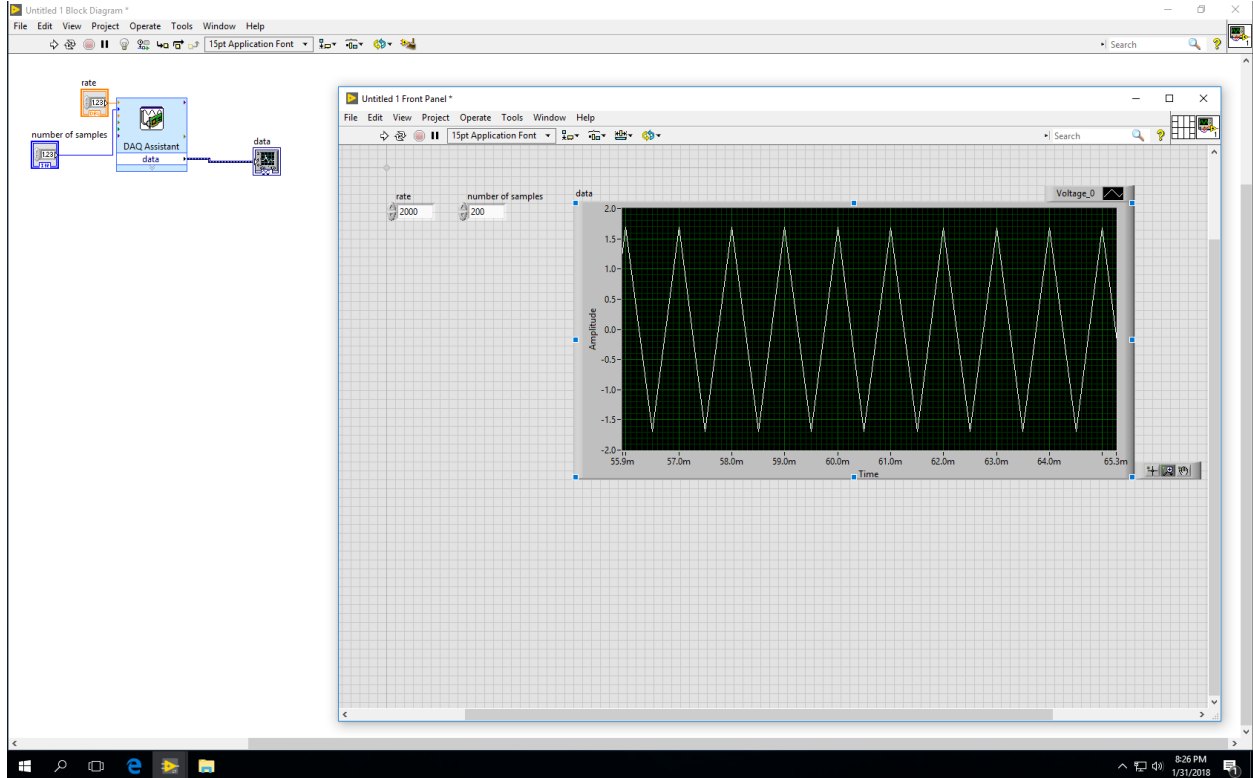 Untitled 1 Block Diagram *
File Edit View Project Operate Tools Window Help
15pt Application Font
Search
rate
1.23
number of samples
1.23
DAQ Assistant
data
data
Untitled 1 Front Panel *
File Edit View Project Operate Tools Window Help
15pt Application Font
Search
rate
2000
number of samples
200
data
Voltage_0
Amplitude
2.0
1.5
1.0
0.5
0.0
-0.5
-1.0
-1.5
-2.0
55.9m 57.0m 58.0m 59.0m 60.0m 61.0m 62.0m 63.0m 64.0m 65.3m
Time
8:26 PM
1/31/2018